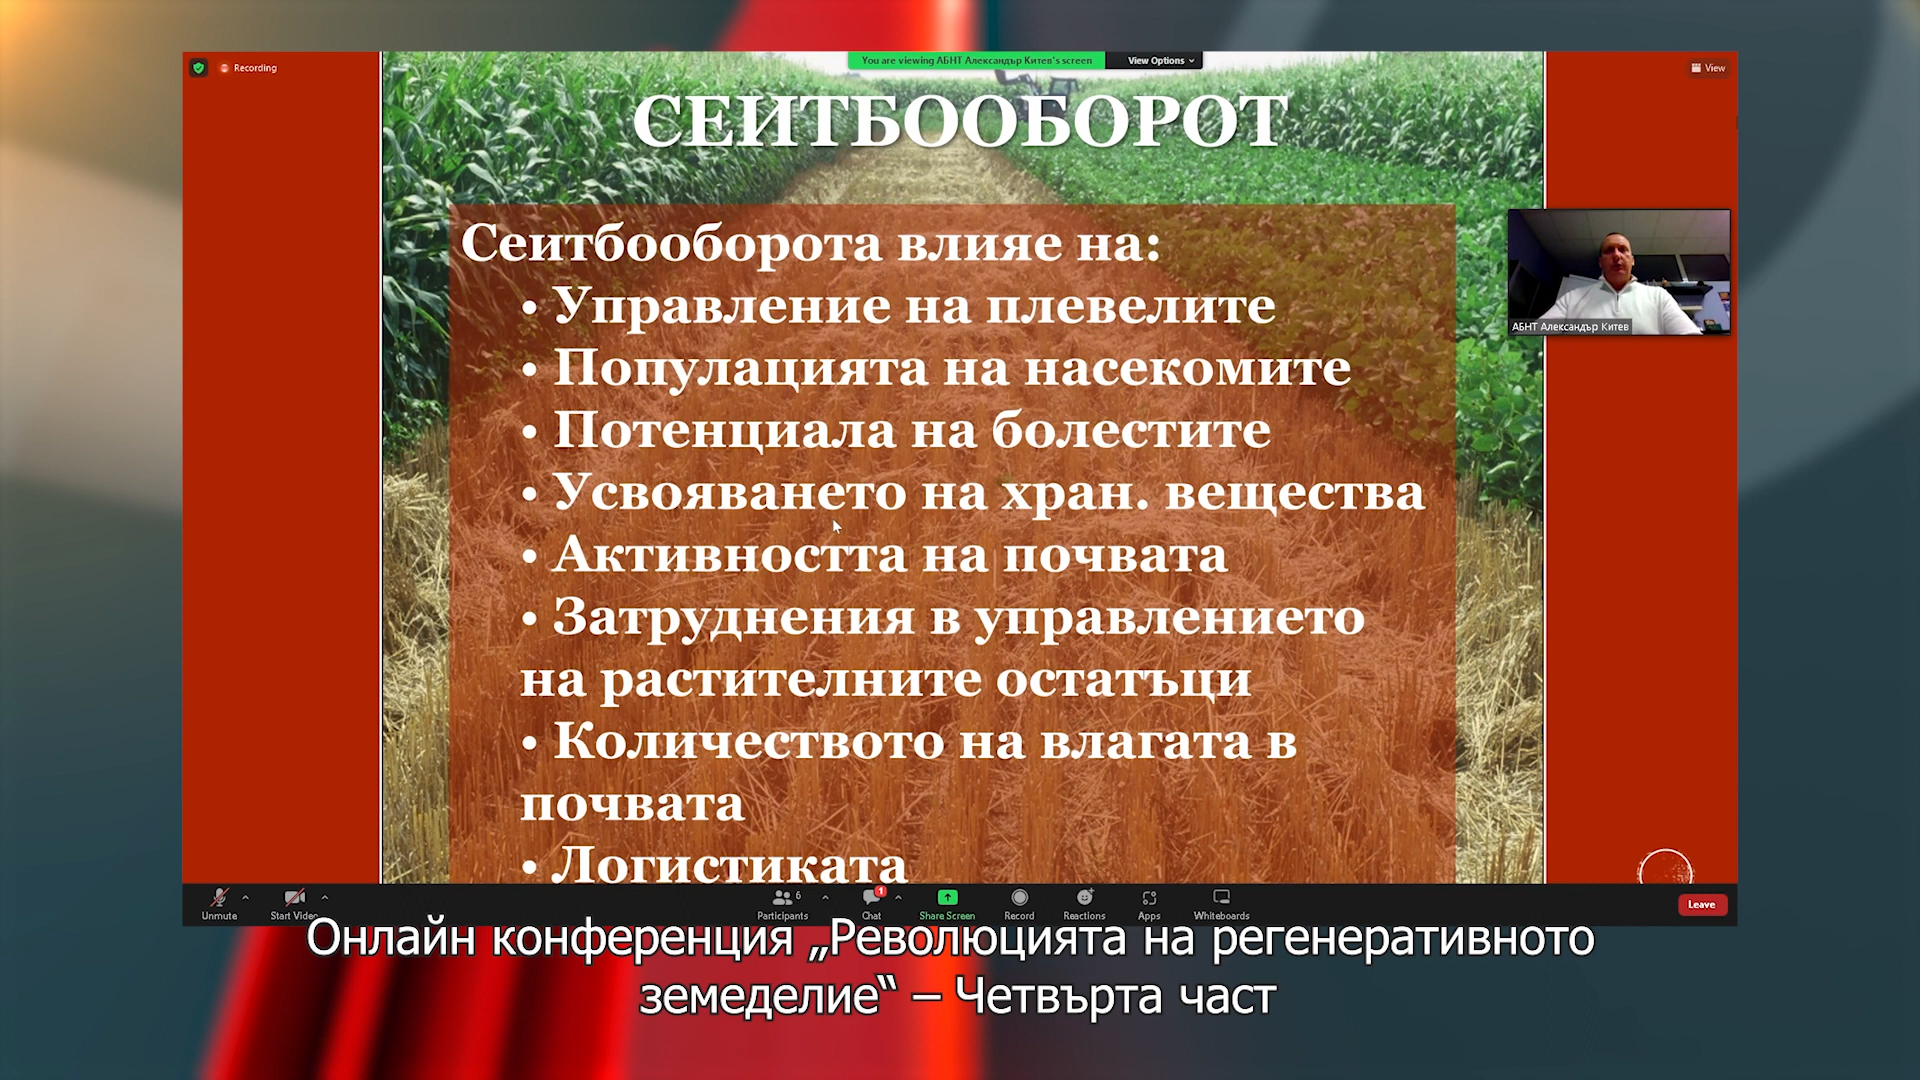 Recording
You are viewing АБНТ Александър Китев's screen
View Options
View
СЕИТБООБОРОТ
Сеитбооборота влияе на:
• Управление на плевелите
• Популацията на насекомите
• Потенциала на болестите
• Усвояването на хран. вещества
• Активността на почвата
• Затруднения в управлението
на растителните остатъци
• Количеството на влагата в
почвата
• Логистиката
АБНТ Александър Китев
Unmute
Start Video
Participants
6
Chat
1
Share Screen
Record
Reactions
Apps
Whiteboards
Leave
Онлайн конференция „Революцията на регенеративното
земеделие“ – Четвърта част